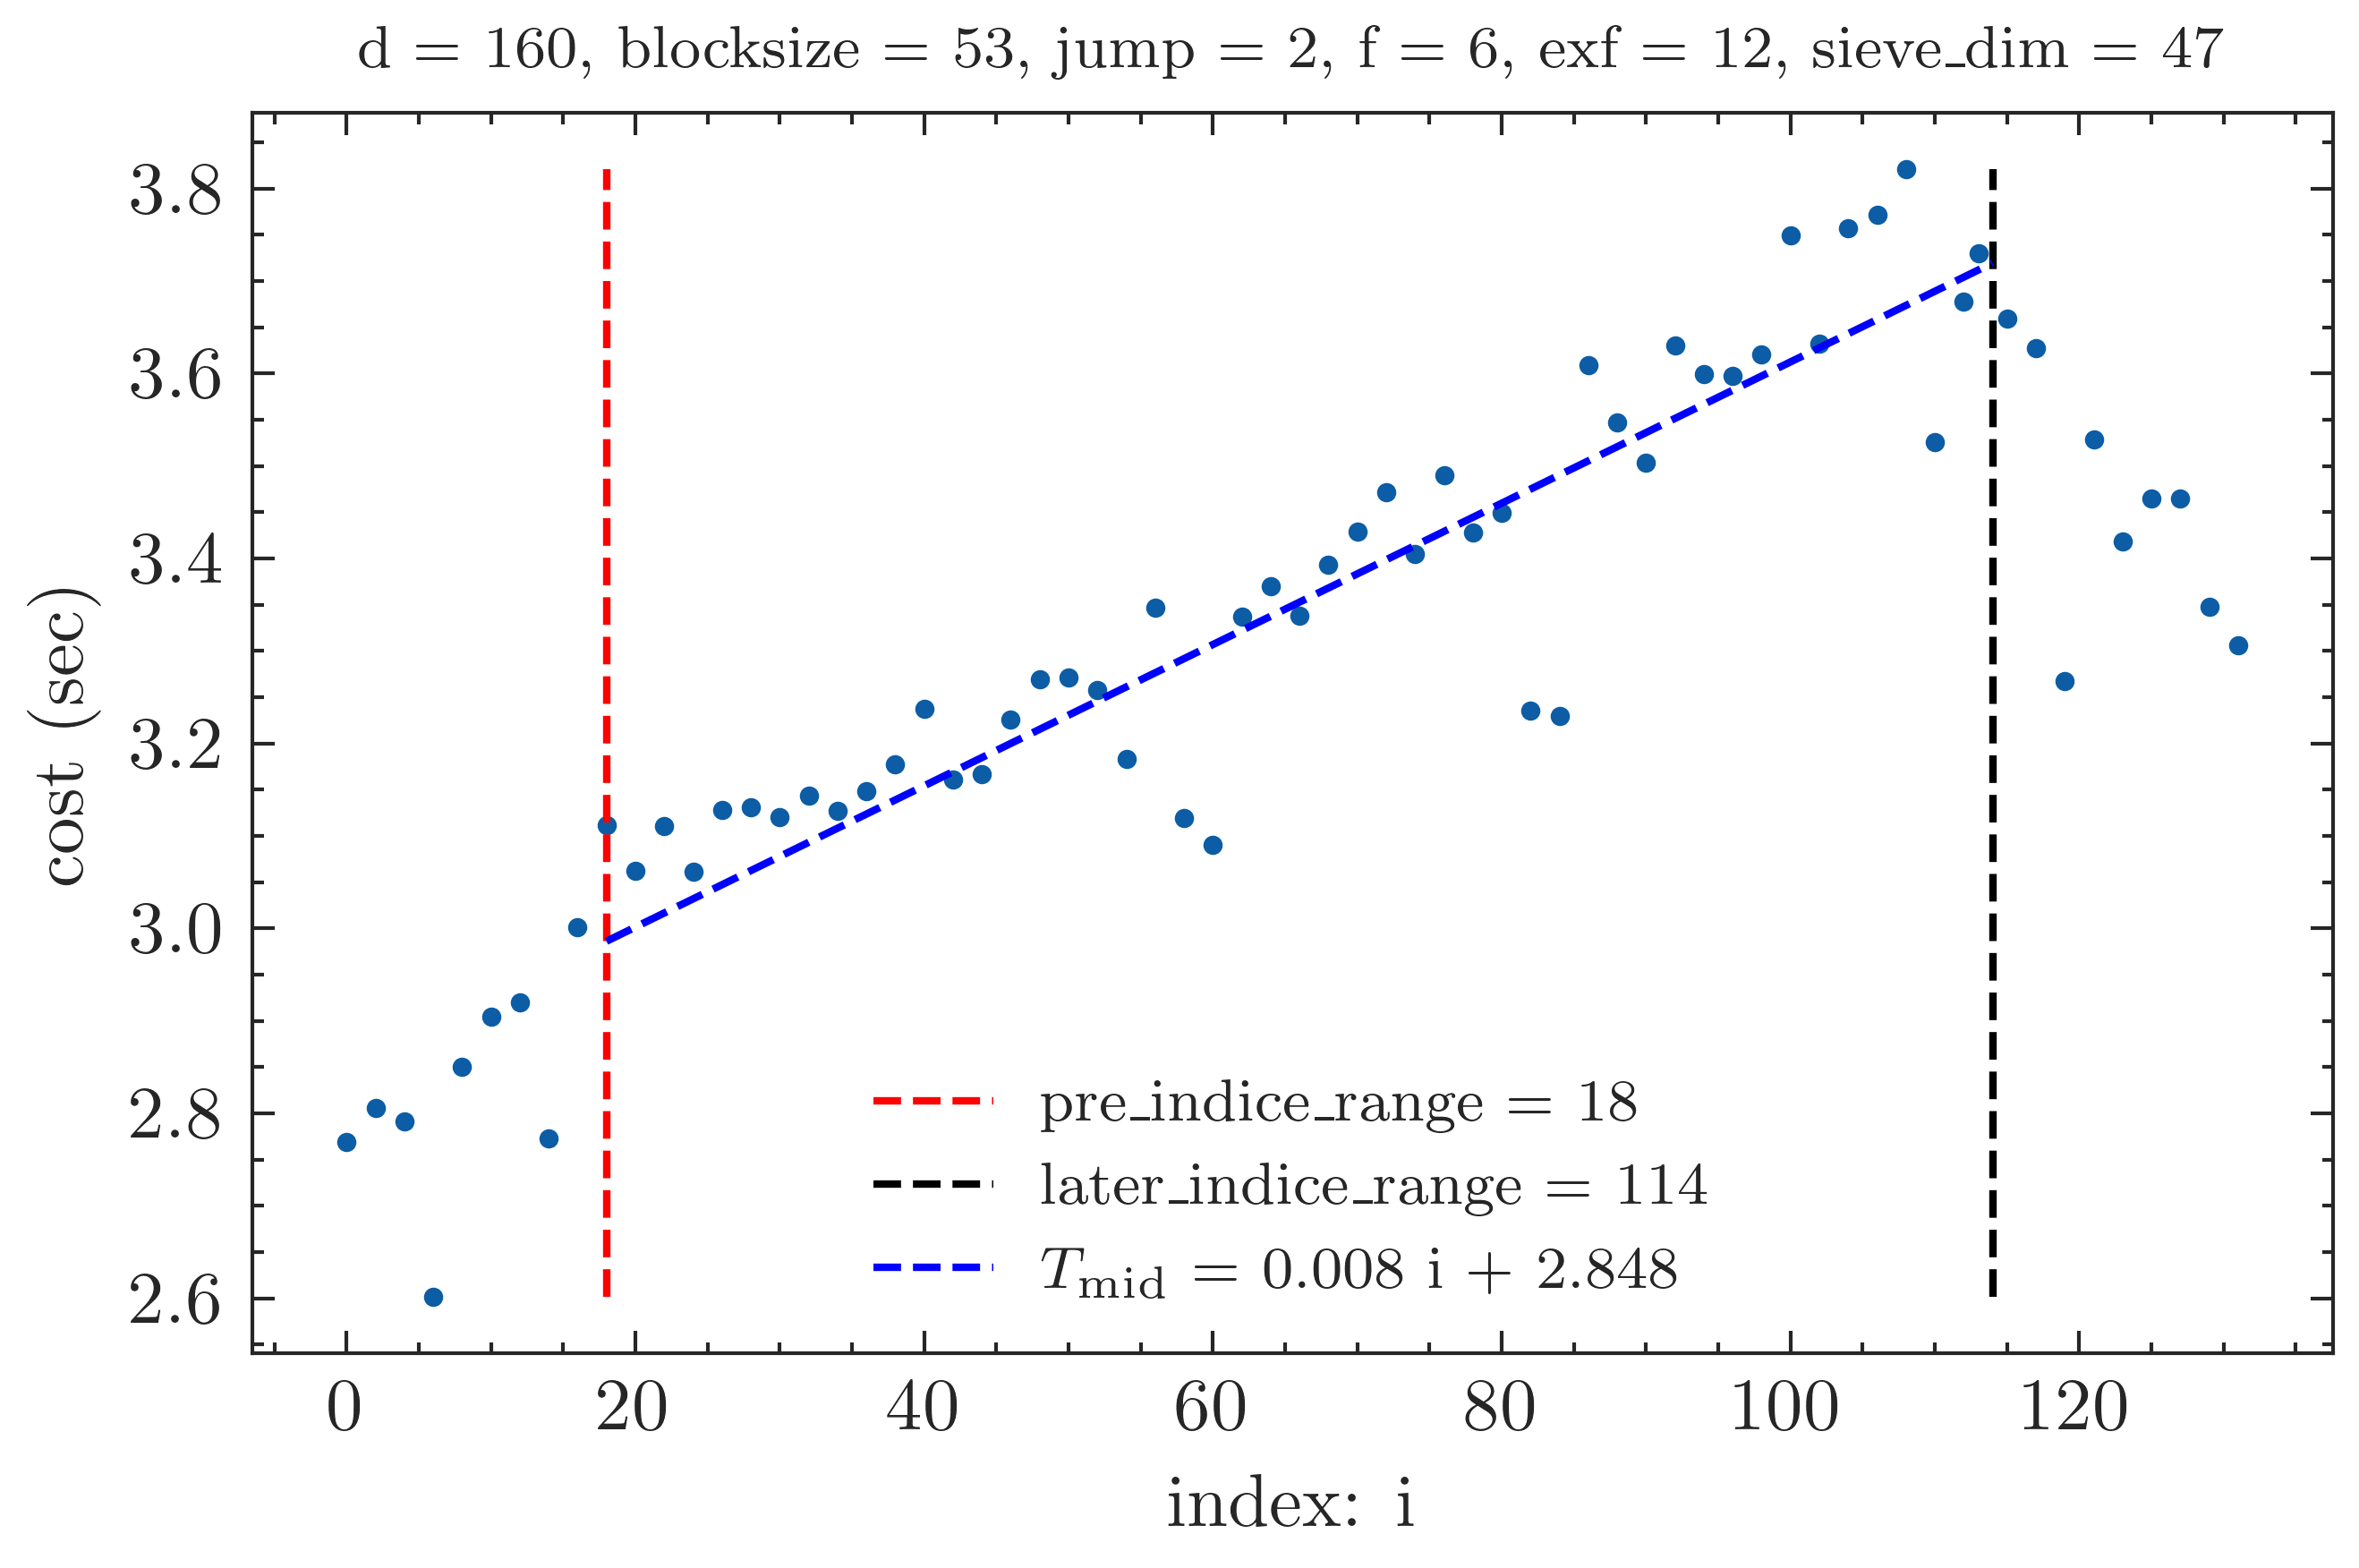 d = 160, blocksize = 53, jump = 2, f = 6, exf = 12, sieve_dim = 47
3.8
3.6
3.4
3.2
3.0
2.8
2.6
cost (sec)
pre_indice_range = 18
later_indice_range = 114
T_mid = 0.008 i + 2.848
0 20 40 60 80 100 120
index: i